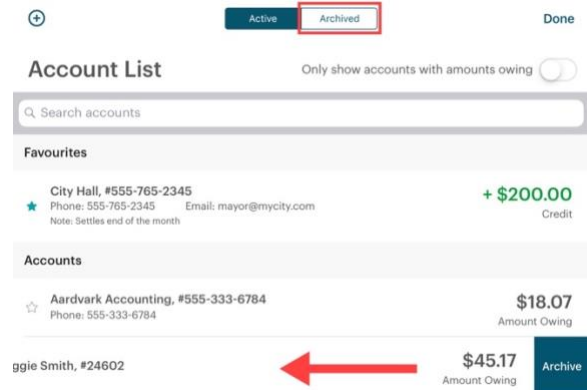 Active Archived Done
Account List Only show accounts with amounts owing
Search accounts
Favourites
City Hall, #555-765-2345
Phone: 555-765-2345 Email: mayor@mycity.com
Note: Settles end of the month
+ $200.00
Credit
Accounts
Aardvark Accounting, #555-333-6784
Phone: 555-333-6784
$18.07
Amount Owing
ggie Smith, #24602
$45.17
Amount Owing
Archive